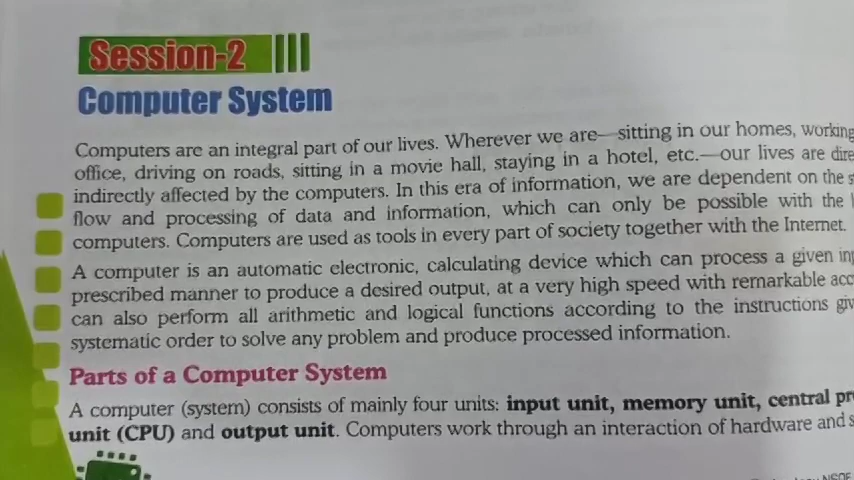 Session-2
Computer System
Computers are an integral part of our lives. Wherever we are—sitting in our homes, working
office, driving on roads, sitting in a movie hall, staying in a hotel, etc.—our lives are dire
indirectly affected by the computers. In this era of information, we are dependent on the s
flow and processing of data and information, which can only be possible with the
computers. Computers are used as tools in every part of society together with the Internet.
A computer is an automatic electronic, calculating device which can process a given inp
prescribed manner to produce a desired output, at a very high speed with remarkable acc
can also perform all arithmetic and logical functions according to the instructions giv
systematic order to solve any problem and produce processed information.
Parts of a Computer System
A computer (system) consists of mainly four units: input unit, memory unit, central pr
unit (CPU) and output unit. Computers work through an interaction of hardware and s